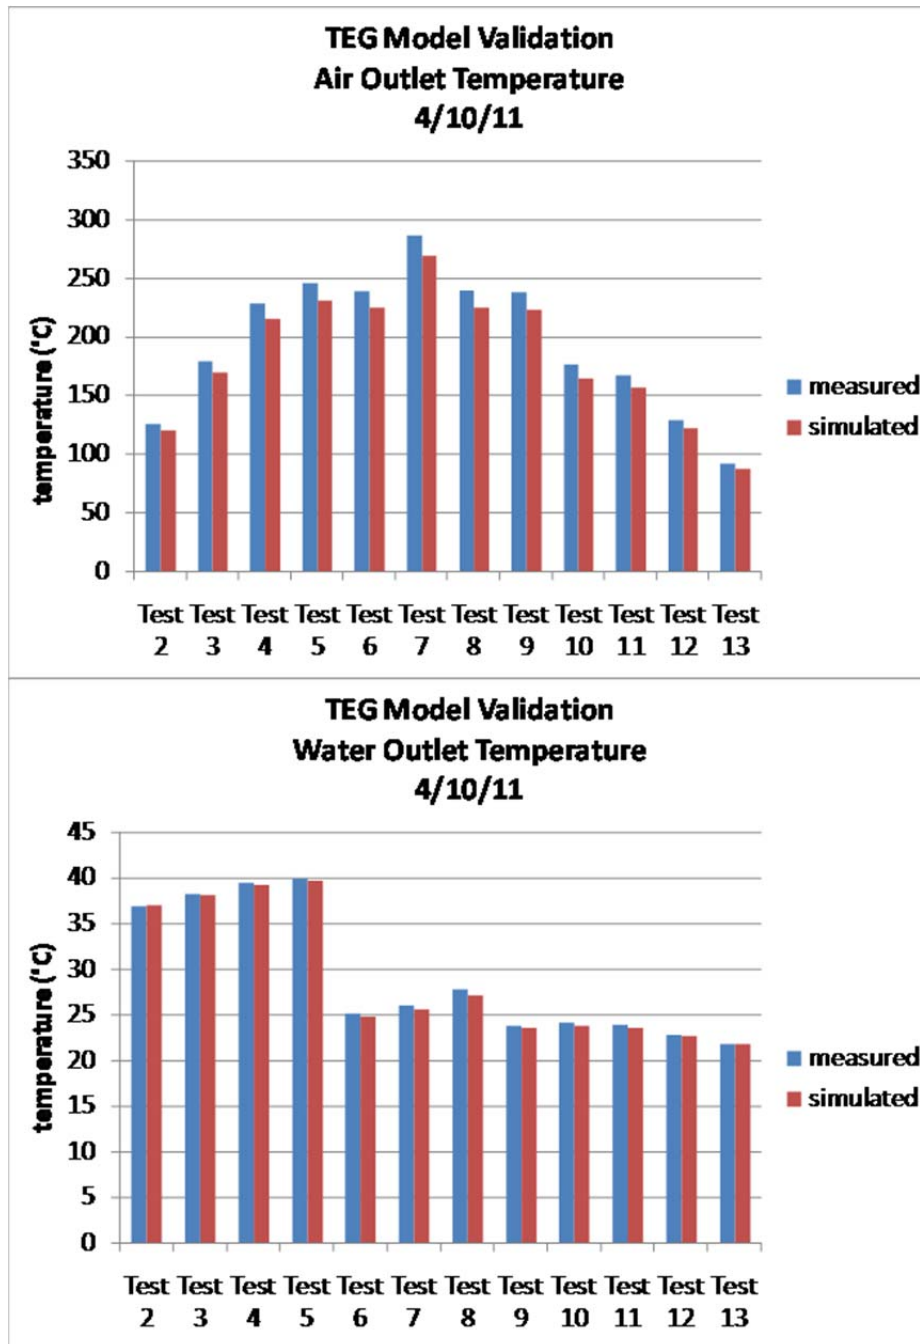 TEG Model Validation
Air Outlet Temperature
4/10/11
350
300
250
200
150
100
50
0
temperature (°C)
Test Test Test Test Test Test Test Test Test Test Test Test
2 3 4 5 6 7 8 9 10 11 12 13
measured
simulated
TEG Model Validation
Water Outlet Temperature
4/10/11
45
40
35
30
25
20
15
10
5
0
temperature (°C)
Test Test Test Test Test Test Test Test Test Test Test Test
2 3 4 5 6 7 8 9 10 11 12 13
measured
simulated